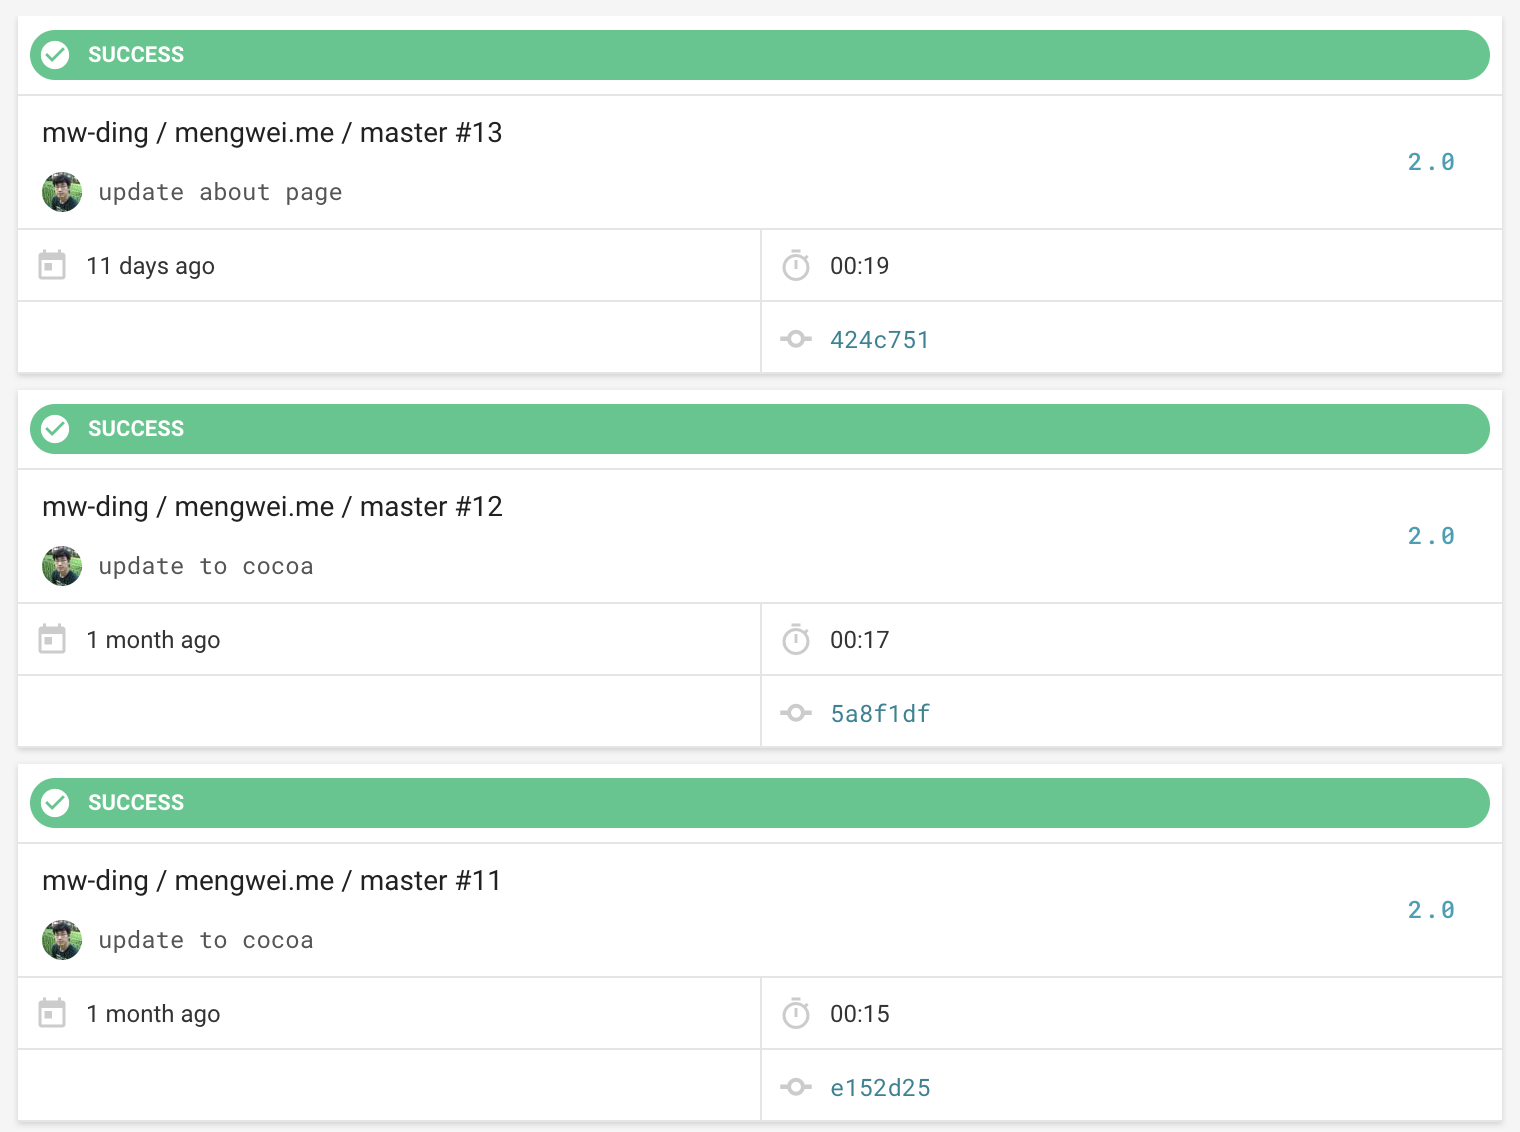 SUCCESS
mw-ding / mengwei.me / master #13
2.0
update about page
11 days ago
00:19
424c751
SUCCESS
mw-ding / mengwei.me / master #12
2.0
update to cocoa
1 month ago
00:17
5a8f1df
SUCCESS
mw-ding / mengwei.me / master #11
2.0
update to cocoa
1 month ago
00:15
e152d25